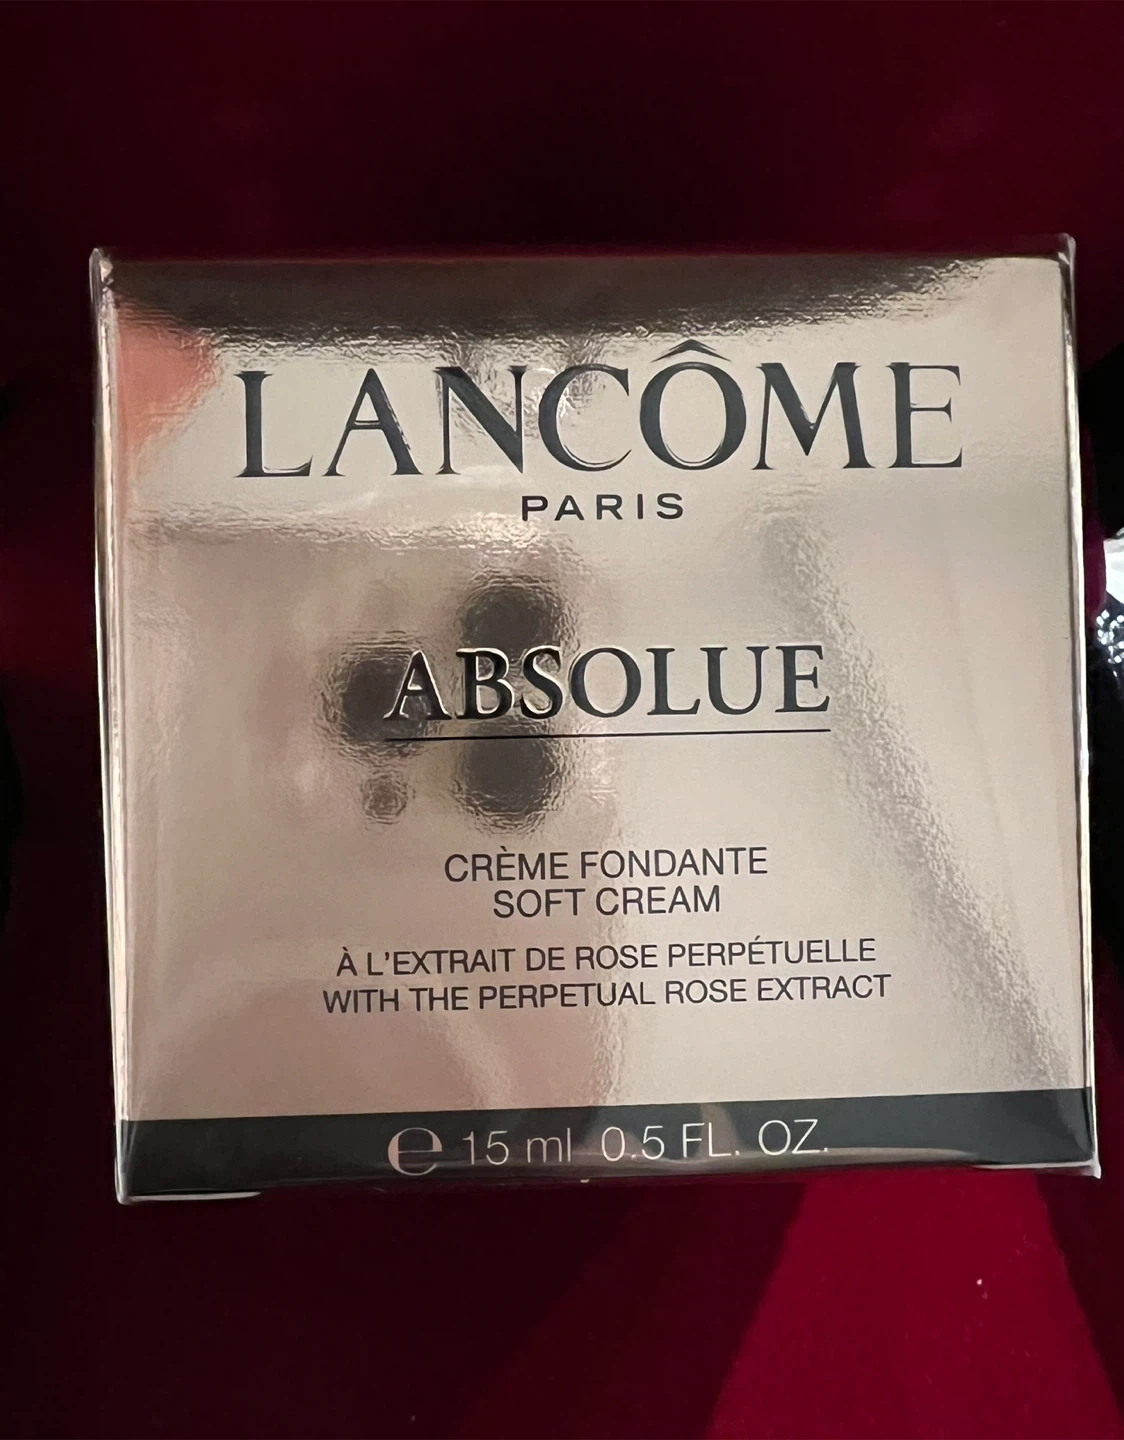 LANCÔME
PARIS
ABSOLUE
CRÈME FONDANTE
SOFT CREAM
À L'EXTRAIT DE ROSE PERPÉTUELLE
WITH THE PERPETUAL ROSE EXTRACT
℮ 15 ml 0.5 FL. OZ.